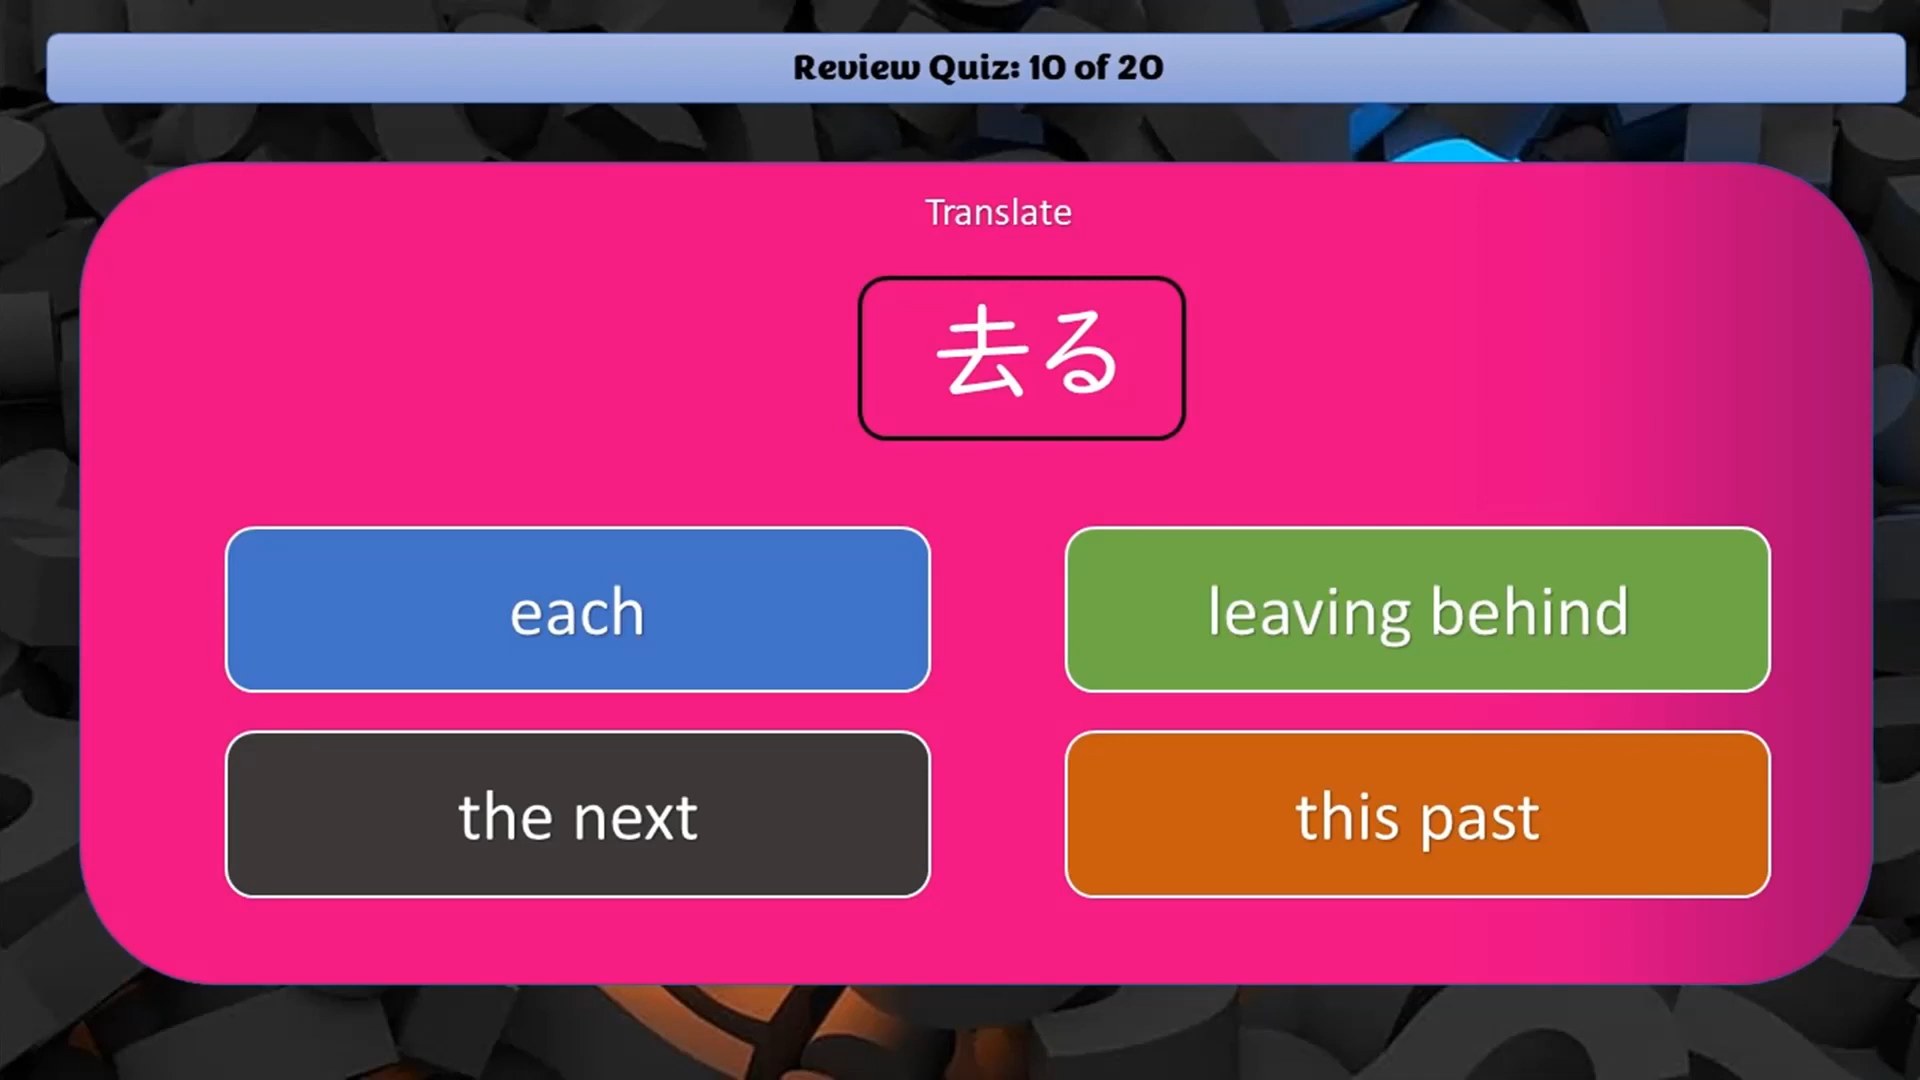 Review Quiz: 10 of 20
Translate
去る
each
leaving behind
the next
this past